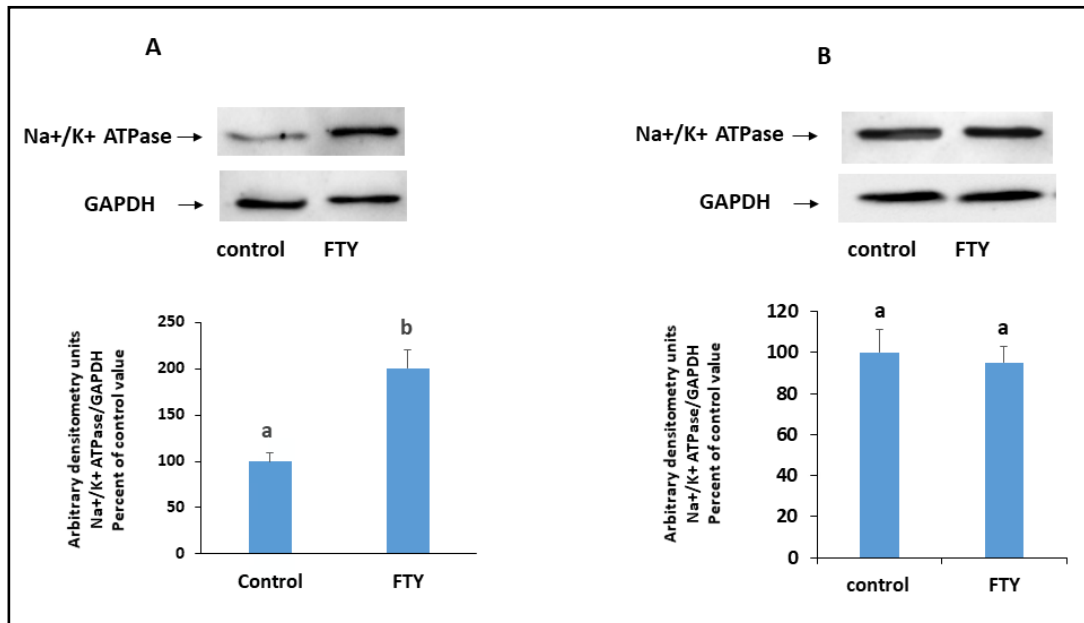 A
Na+/K+ ATPase
GAPDH
control FTY
Arbitrary densitometry units
Na+/K+ ATPase/GAPDH
Percent of control value
250
200
150
100
50
0
a
b
Control FTY
B
Na+/K+ ATPase
GAPDH
control FTY
Arbitrary densitometry units
Na+/K+ ATPase/GAPDH
Percent of control value
120
100
80
60
40
20
0
a a
control FTY